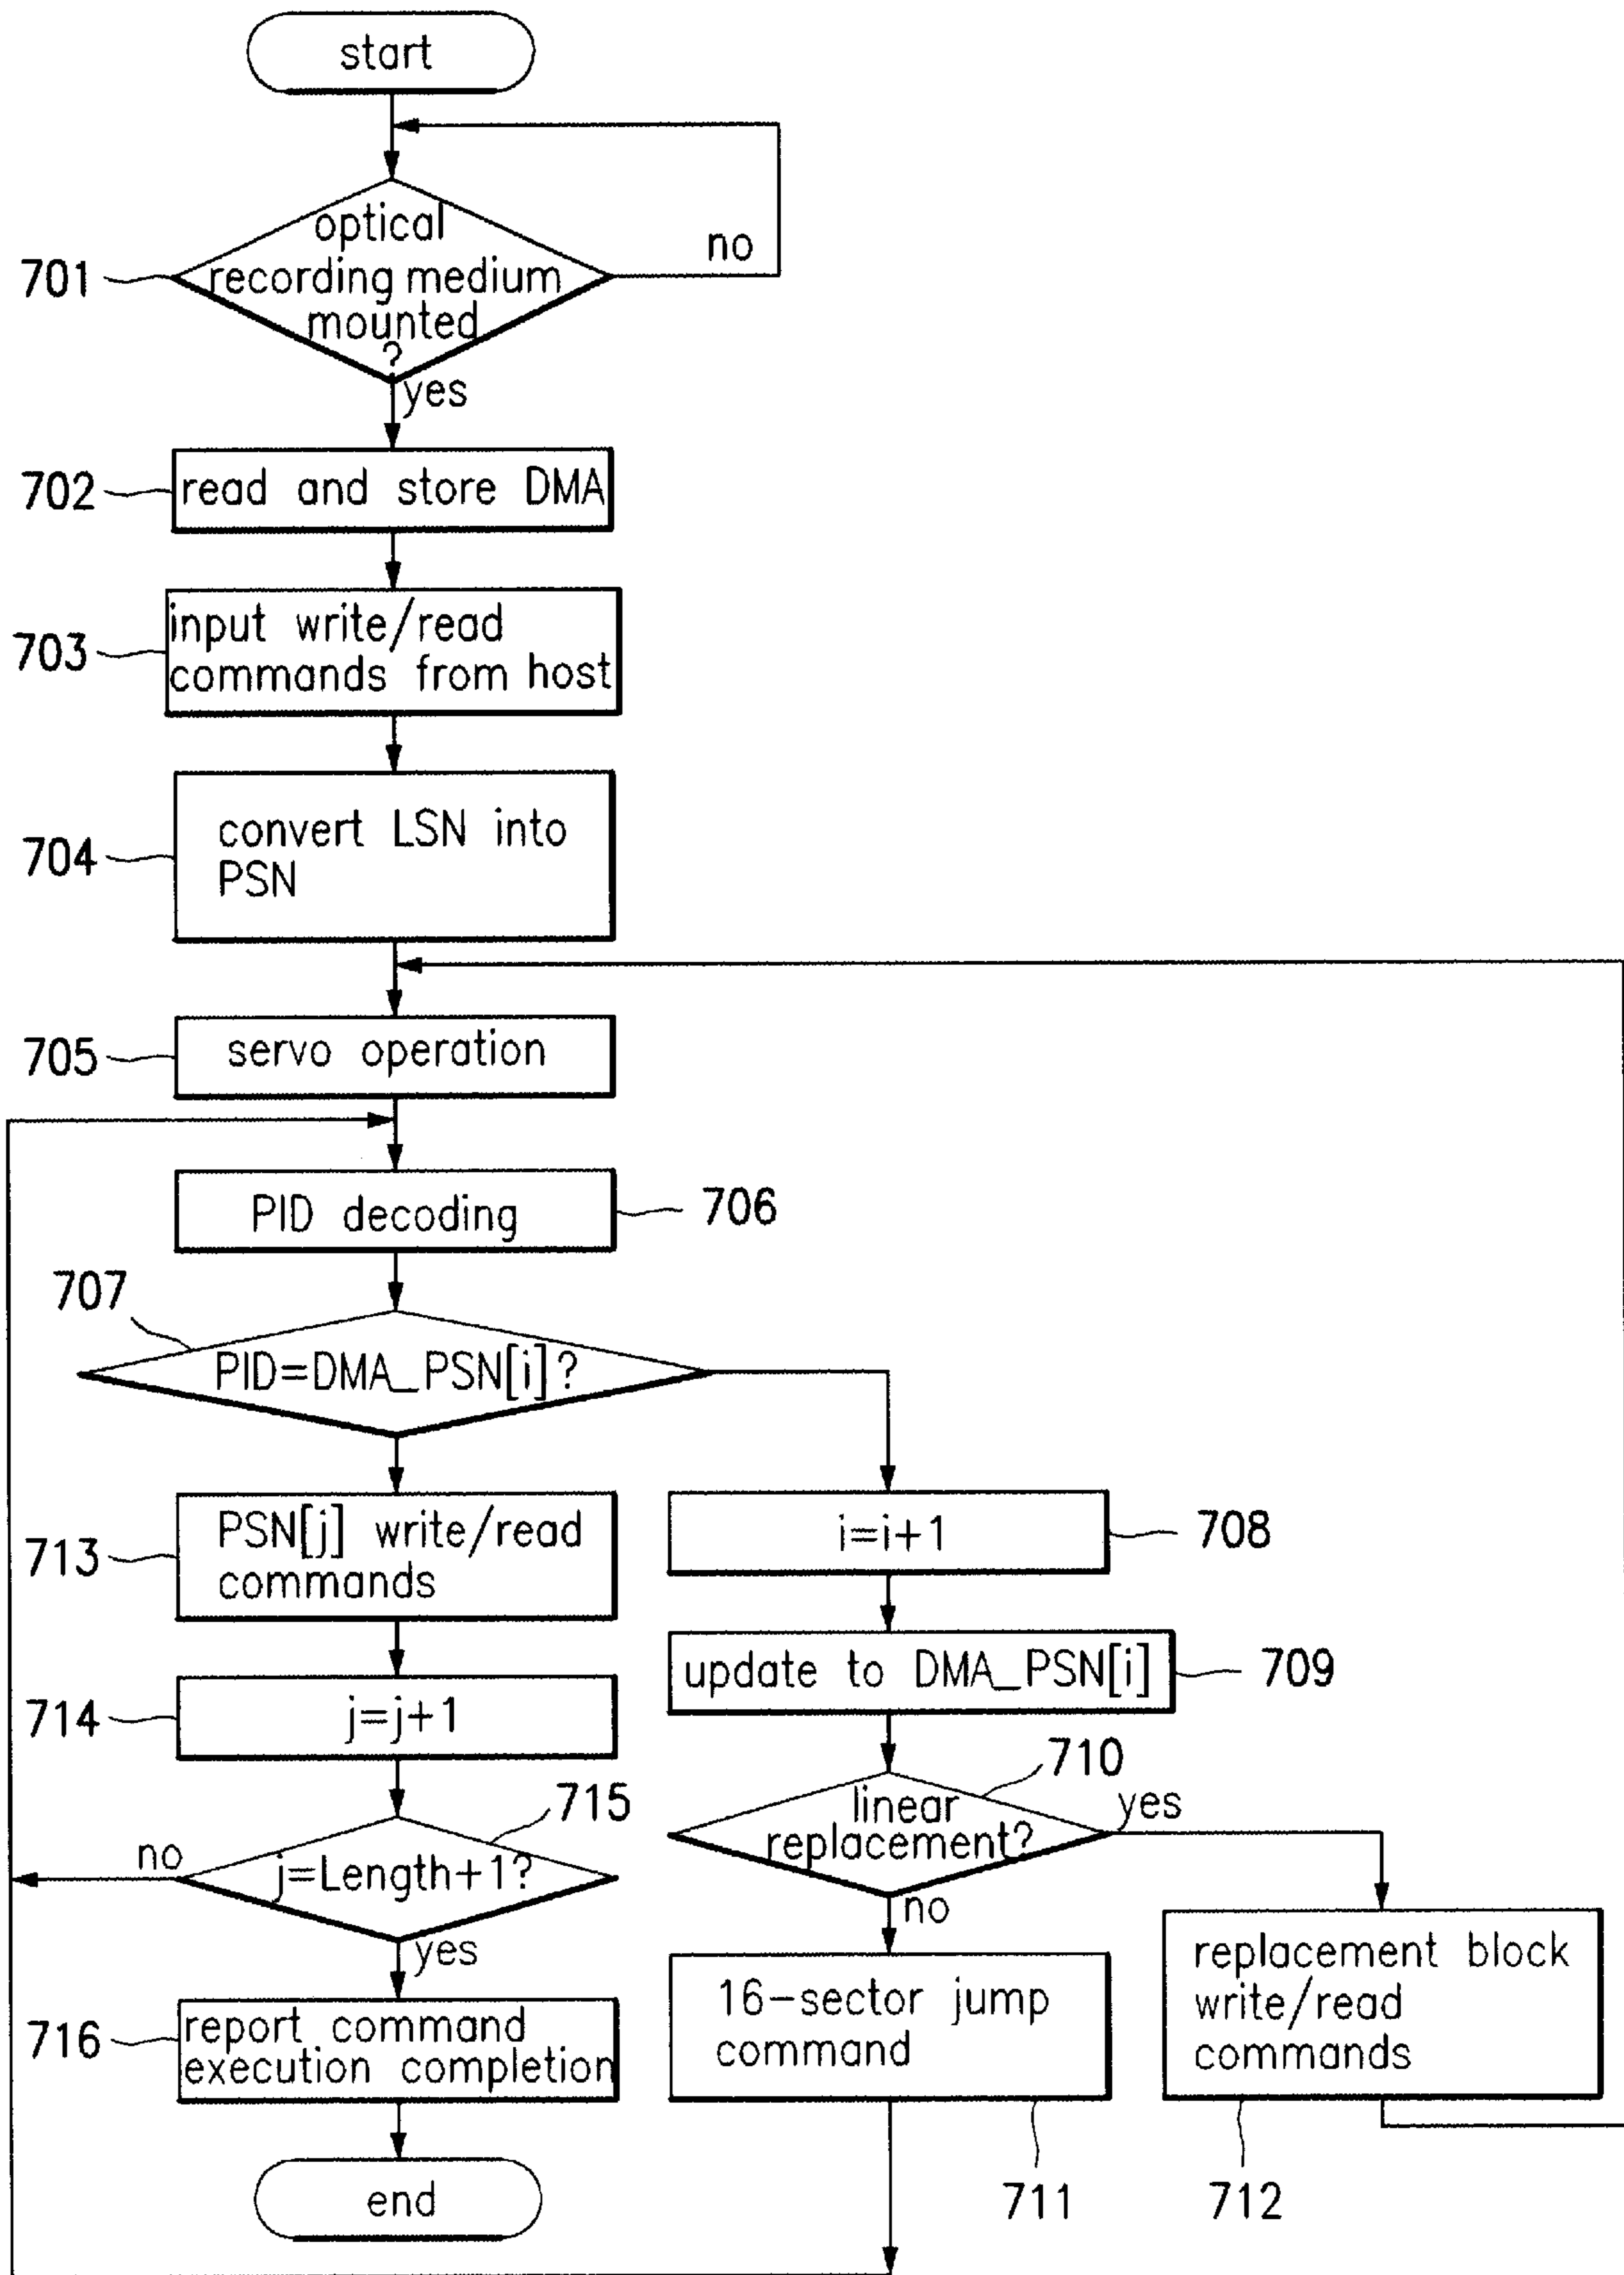 start
optical
recording medium
mounted
?
no
701
yes
read and store DMA
702
input write/read
commands from host
703
convert LSN into
PSN
704
servo operation
705
PID decoding
706
707
PID=DMA_PSN[i]?
PSN[j] write/read
commands
713
i=i+1
708
update to DMA_PSN[i]
709
j=j+1
714
710
linear
replacement?
yes
no
715
no
j=Length+1?
yes
16-sector jump
command
711
replacement block
write/read
commands
712
report command
execution completion
716
end